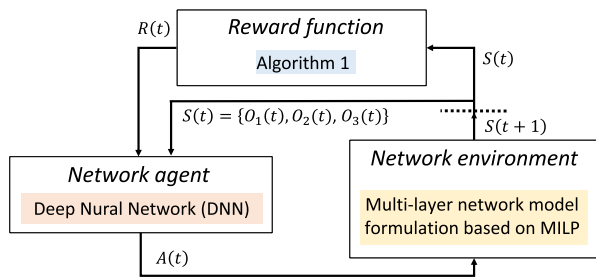 R(t)
Reward function
Algorithm 1
S(t)
S(t) = {O₁(t), O₂(t), O₃(t)}
S(t + 1)
Network agent
Deep Nural Network (DNN)
Network environment
Multi-layer network model
formulation based on MILP
A(t)